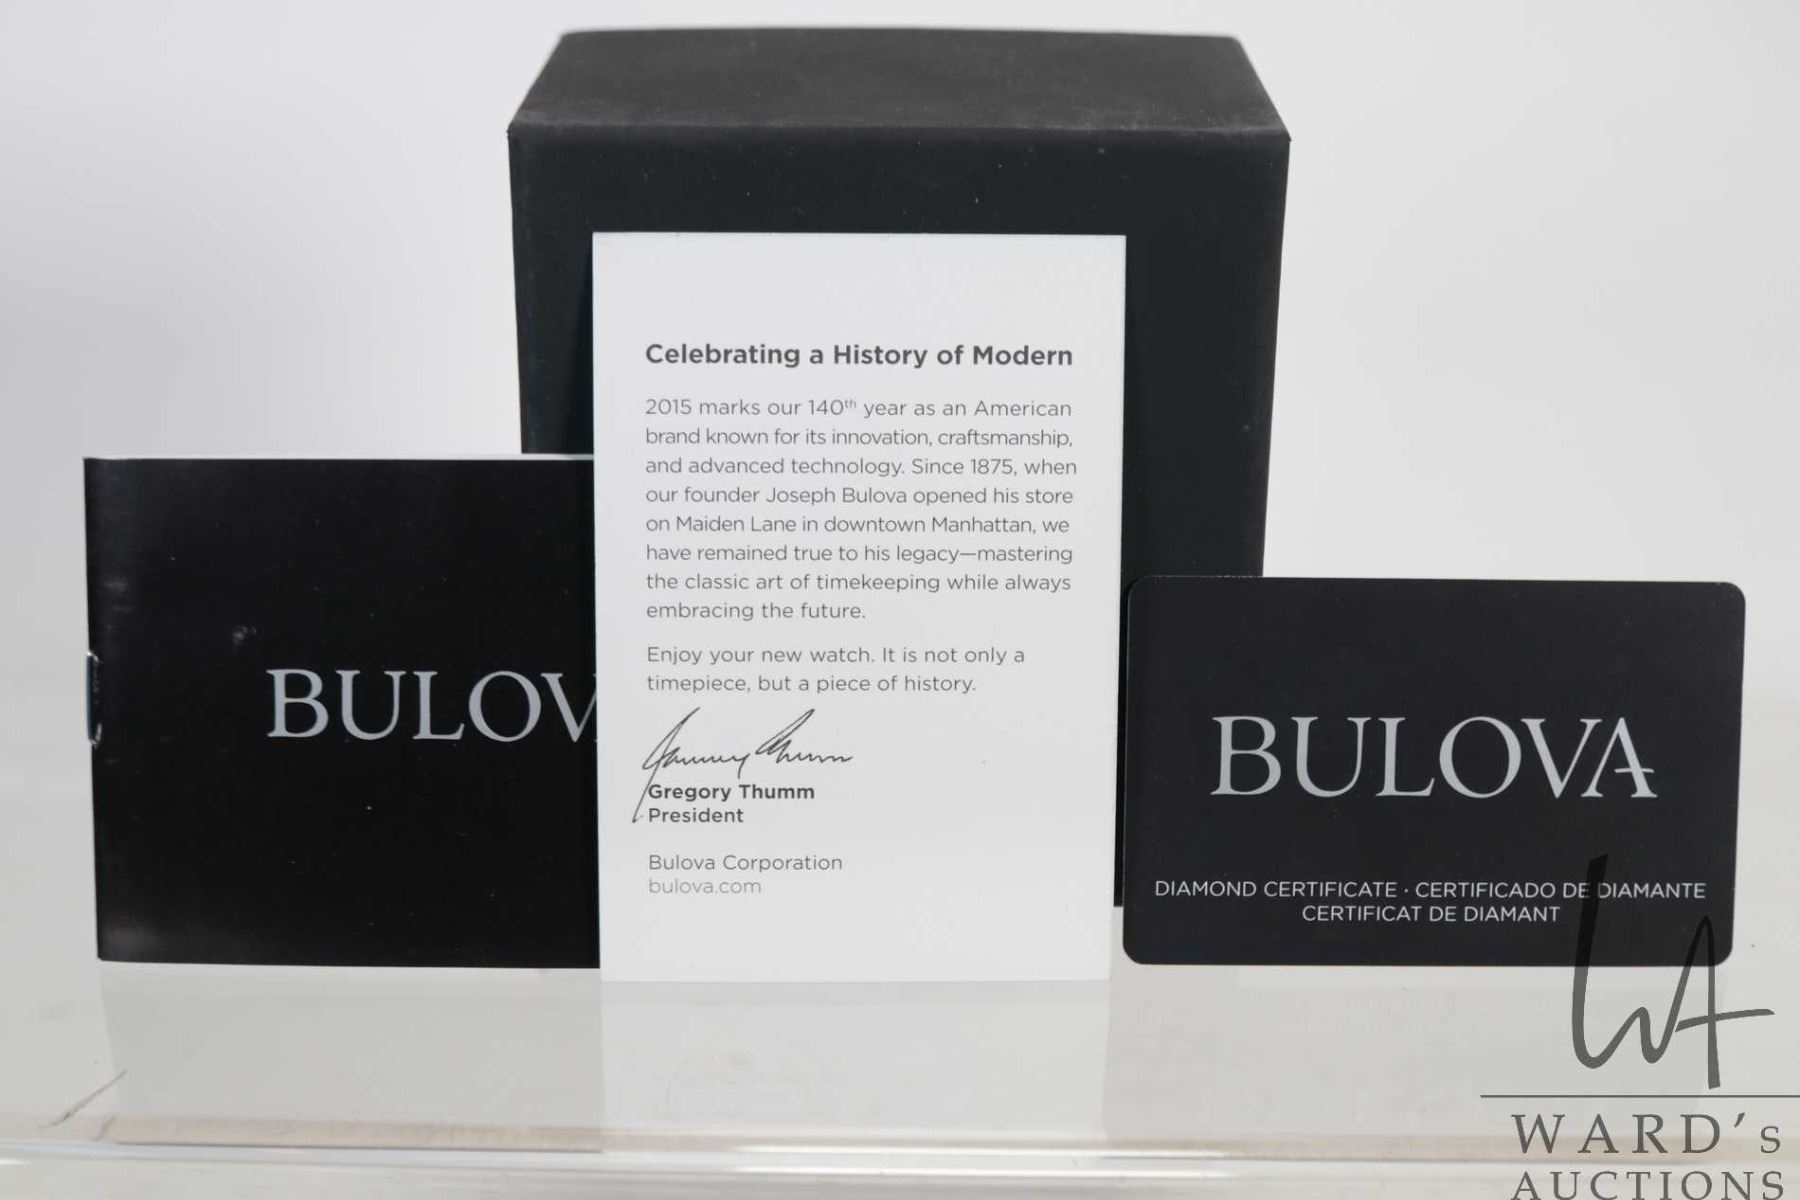 Celebrating a History of Modern
2015 marks our 140th year as an American
brand known for its innovation, craftsmanship,
and advanced technology. Since 1875, when
our founder Joseph Bulova opened his store
on Maiden Lane in downtown Manhattan, we
have remained true to his legacy—mastering
the classic art of timekeeping while always
embracing the future.
Enjoy your new watch. It is not only a
timepiece, but a piece of history.
Gregory Thumm
President
Bulova Corporation
bulova.com
BULOV
BULOVA
DIAMOND CERTIFICATE · CERTIFICADO DE DIAMANTE
CERTIFICAT DE DIAMANT
WA
WARD's
AUCTIONS